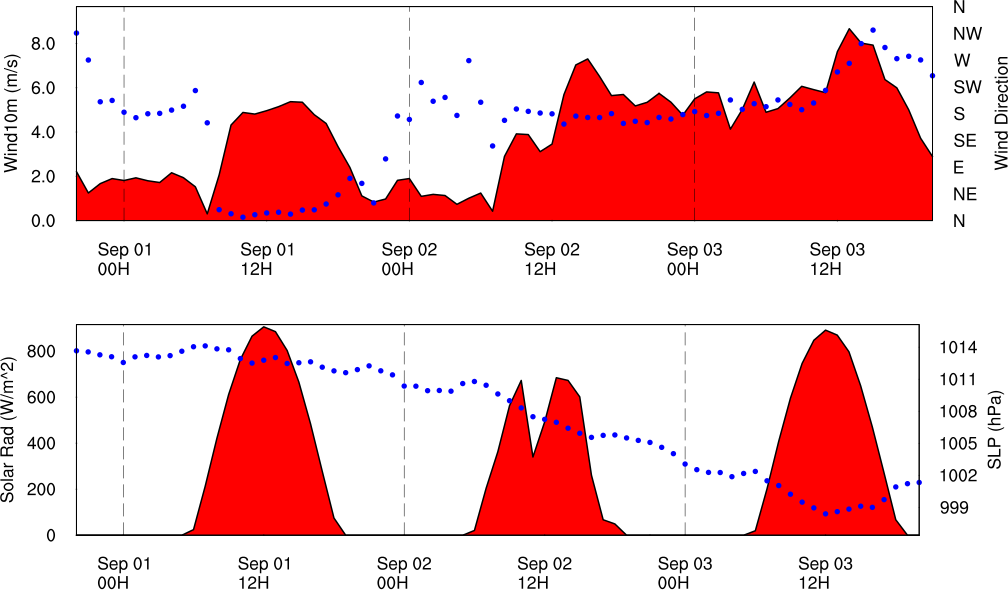 N
8.0
NW
W
6.0
SW
4.0
S
SE
2.0
E
NE
0.0
N
Wind10m (m/s)
Wind Direction
Sep 01 Sep 01 Sep 02 Sep 02 Sep 03 Sep 03
00H 12H 00H 12H 00H 12H
800
1014
1011
600
1008
400
1005
200
1002
999
0
Solar Rad (W/m^2)
SLP (hPa)
Sep 01 Sep 01 Sep 02 Sep 02 Sep 03 Sep 03
00H 12H 00H 12H 00H 12H